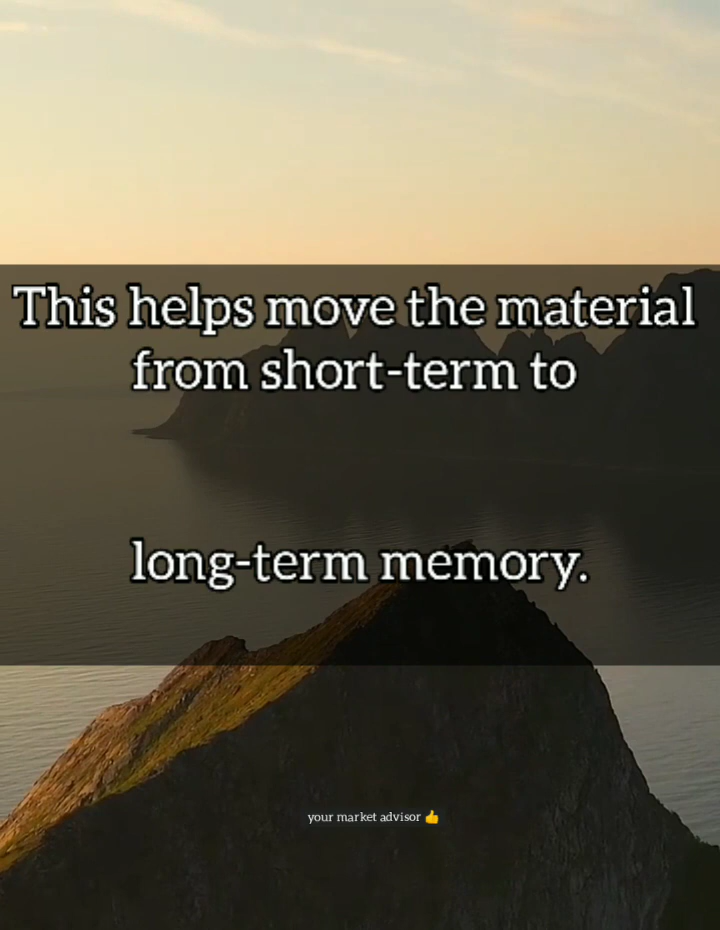 This helps move the material
from short-term to
long-term memory.
your market advisor 👍